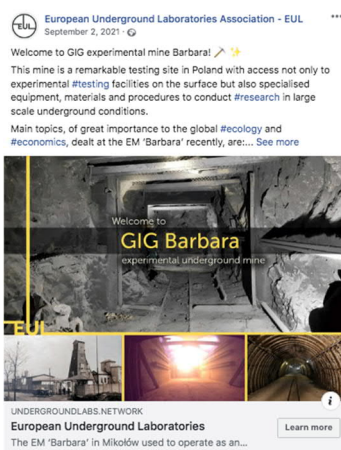 EUL
European Underground Laboratories Association - EUL
September 2, 2021 ·
Welcome to GIG experimental mine Barbara!
This mine is a remarkable testing site in Poland with access not only to
experimental #testing facilities on the surface but also specialised
equipment, materials and procedures to conduct #research in large
scale underground conditions.
Main topics, of great importance to the global #ecology and
#economics, dealt at the EM ‘Barbara’ recently, are:... See more
Welcome to
GIG Barbara
experimental underground mine
EUL
UNDERGROUNDLABS.NETWORK
European Underground Laboratories
Learn more
The EM ‘Barbara’ in Mikołów used to operate as an...